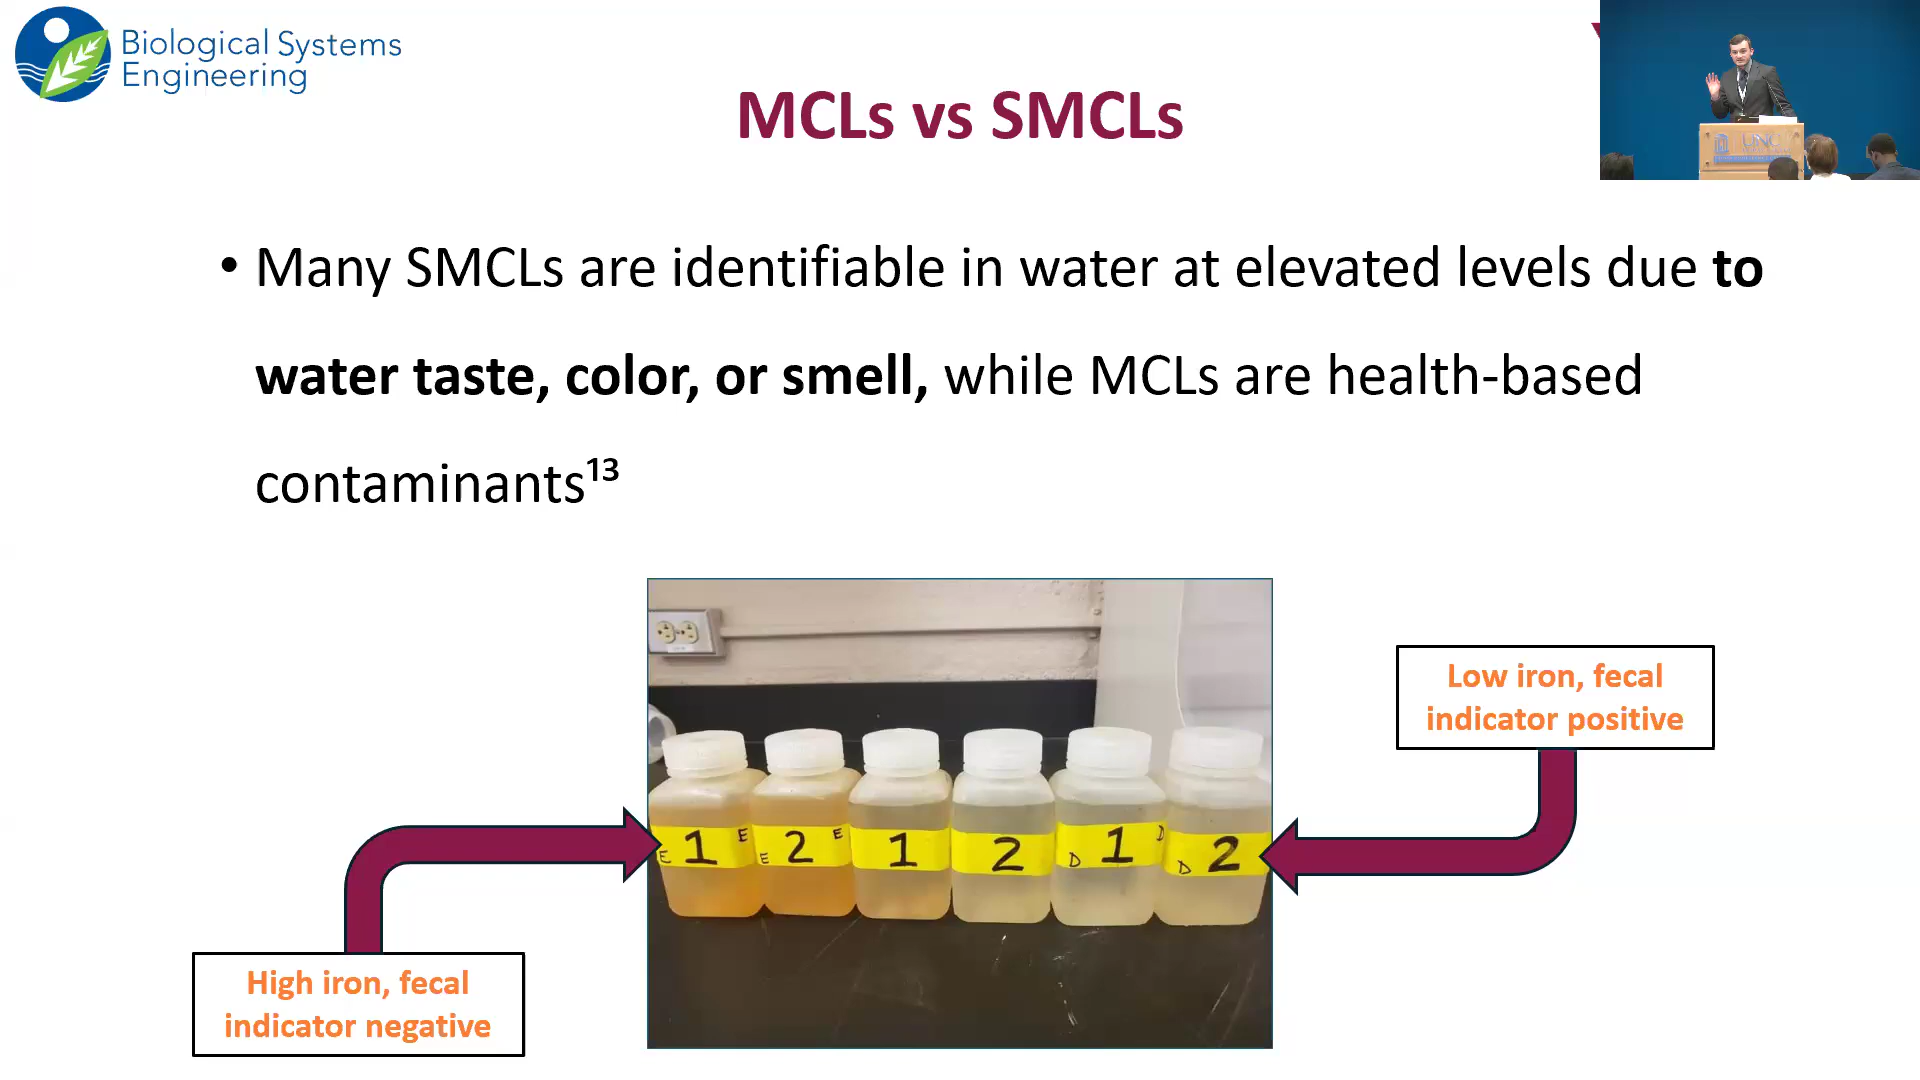 Biological Systems
Engineering
MCLs vs SMCLs
• Many SMCLs are identifiable in water at elevated levels due to
water taste, color, or smell, while MCLs are health-based
contaminants¹³
Low iron, fecal
indicator positive
E 1 E
E 2 E
1
2
D 1 D
D 2
High iron, fecal
indicator negative